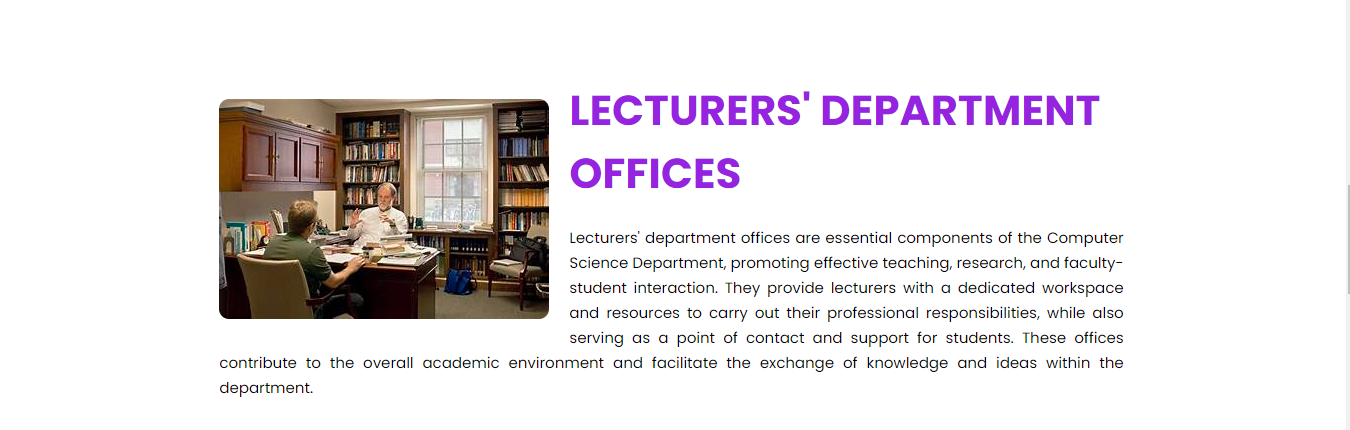 LECTURERS' DEPARTMENT
OFFICES
Lecturers' department offices are essential components of the Computer
Science Department, promoting effective teaching, research, and faculty-
student interaction. They provide lecturers with a dedicated workspace
and resources to carry out their professional responsibilities, while also
serving as a point of contact and support for students. These offices
contribute to the overall academic environment and facilitate the exchange of knowledge and ideas within the
department.